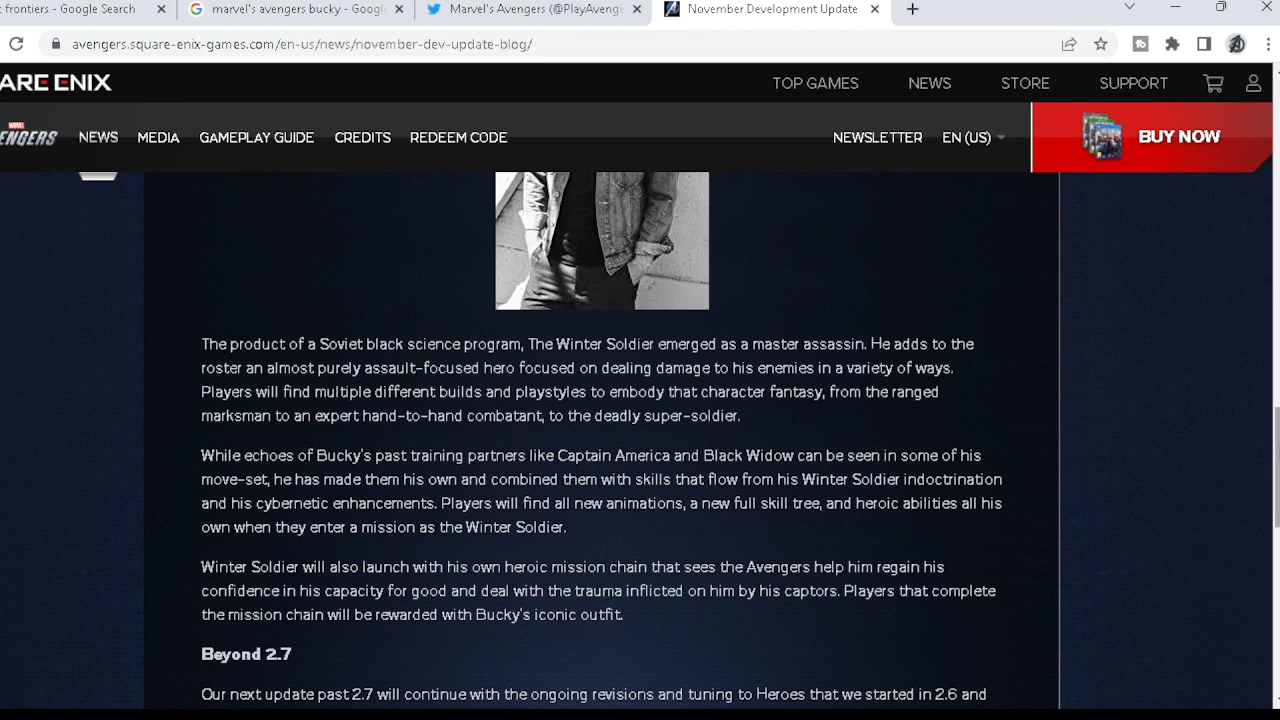 t frontiers - Google Search
marvel's avengers bucky - Google
Marvel's Avengers (@PlayAvenge
November Development Update
avengers.square-enix-games.com/en-us/news/november-dev-update-blog/
ARE ENIX
TOP GAMES
NEWS
STORE
SUPPORT
MARVEL
ENGERS
NEWS
MEDIA
GAMEPLAY GUIDE
CREDITS
REDEEM CODE
NEWSLETTER
EN (US)
BUY NOW
The product of a Soviet black science program, The Winter Soldier emerged as a master assassin. He adds to the
roster an almost purely assault-focused hero focused on dealing damage to his enemies in a variety of ways.
Players will find multiple different builds and playstyles to embody that character fantasy, from the ranged
marksman to an expert hand-to-hand combatant, to the deadly super-soldier.
While echoes of Bucky's past training partners like Captain America and Black Widow can be seen in some of his
move-set, he has made them his own and combined them with skills that flow from his Winter Soldier indoctrination
and his cybernetic enhancements. Players will find all new animations, a new full skill tree, and heroic abilities all his
own when they enter a mission as the Winter Soldier.
Winter Soldier will also launch with his own heroic mission chain that sees the Avengers help him regain his
confidence in his capacity for good and deal with the trauma inflicted on him by his captors. Players that complete
the mission chain will be rewarded with Bucky's iconic outfit.
Beyond 2.7
Our next update past 2.7 will continue with the ongoing revisions and tuning to Heroes that we started in 2.6 and